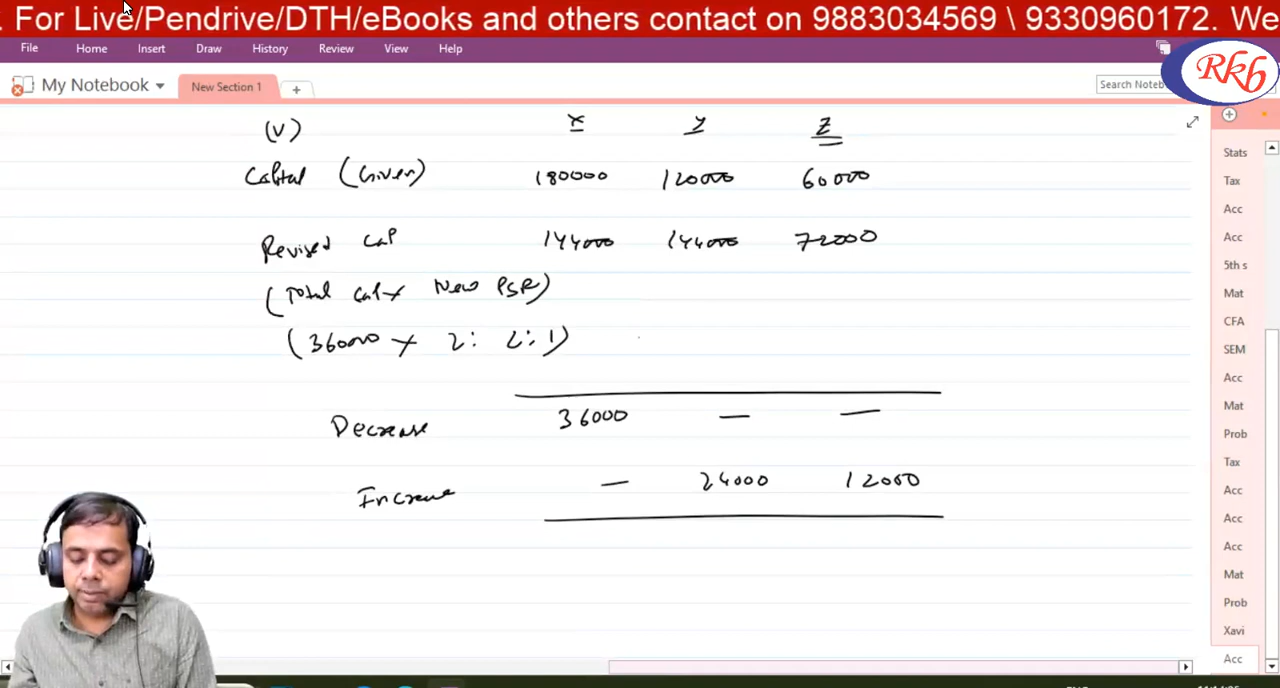 . For Live/Pendrive/DTH/eBooks and others contact on 9883034569 \ 9330960172. We
File Home Insert Draw History Review View Help
Rkb
My Notebook New Section 1 + Search Noteb
(V) X Y Z
Capital (Given) 180000 120000 60000
Revised Cap 144000 144000 72000
(Total Cap x New PSR)
(360000 x 2: 2: 1)
Decrease 36000 — —
Increase — 24000 12000
Stats
Tax
Acc
Acc
5th s
Mat
CFA
SEM
Acc
Mat
Prob
Tax
Acc
Acc
Acc
Mat
Prob
Xavi
Acc